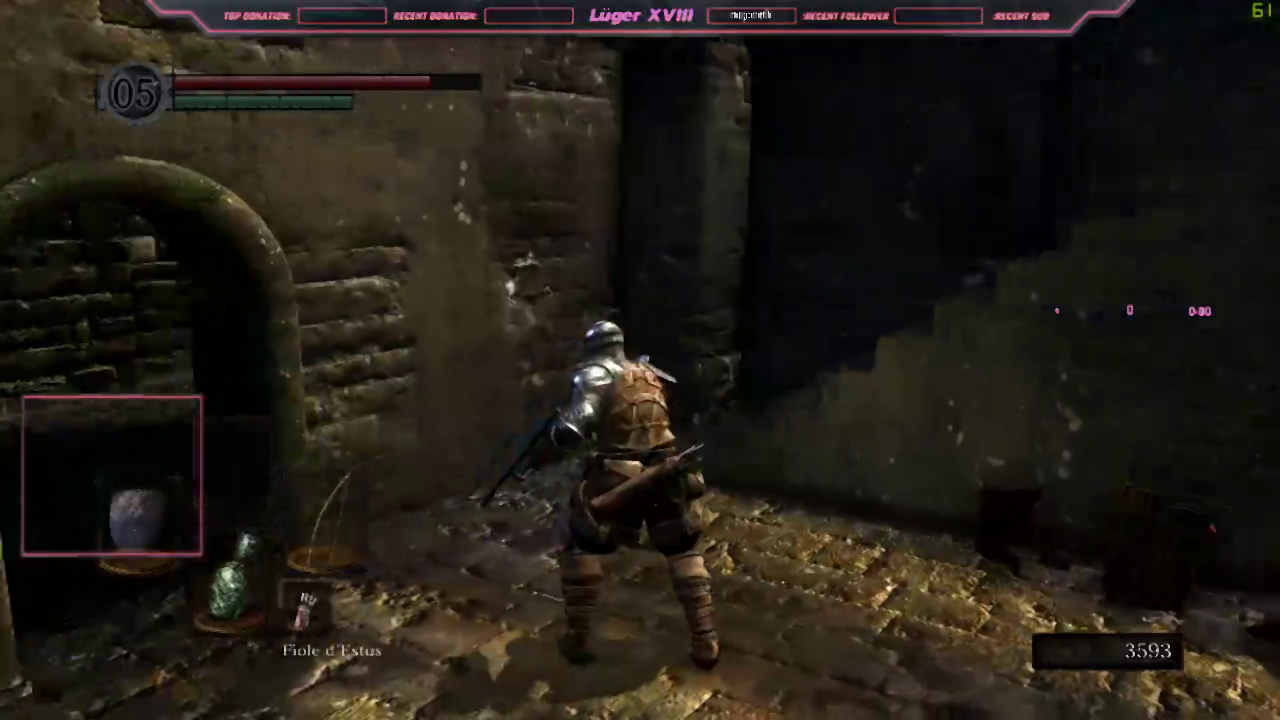 TOP DONATION:
RECENT DONATION:
Lüger XVIII
:RECENT FOLLOWER
:RECENT SUB
61
05
0
0:00
Fiole d'Estus
3593